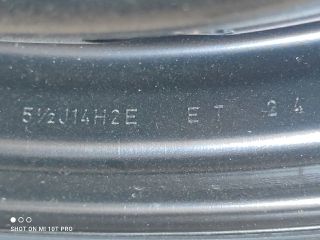 5½J14H2E ET 24
SHOT ON MI 10T PRO